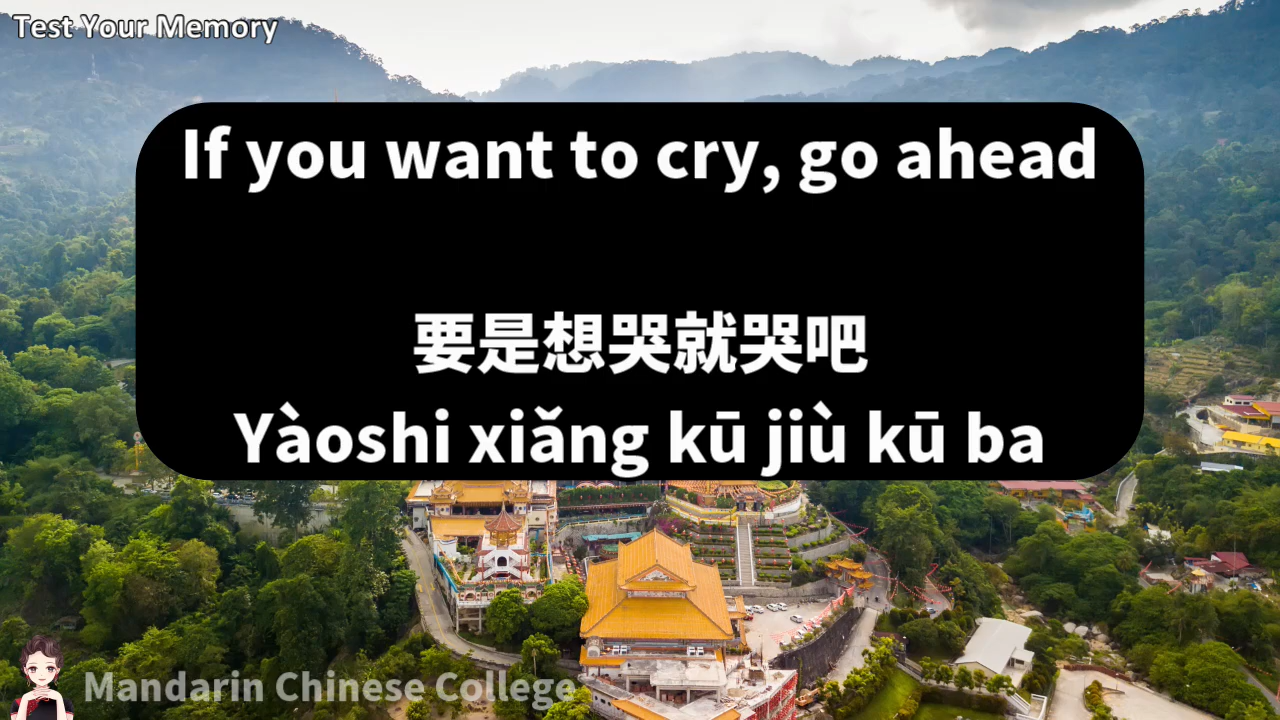 Test Your Memory
If you want to cry, go ahead
要是想哭就哭吧
Yàoshi xiǎng kū jiù kū ba
Mandarin Chinese College